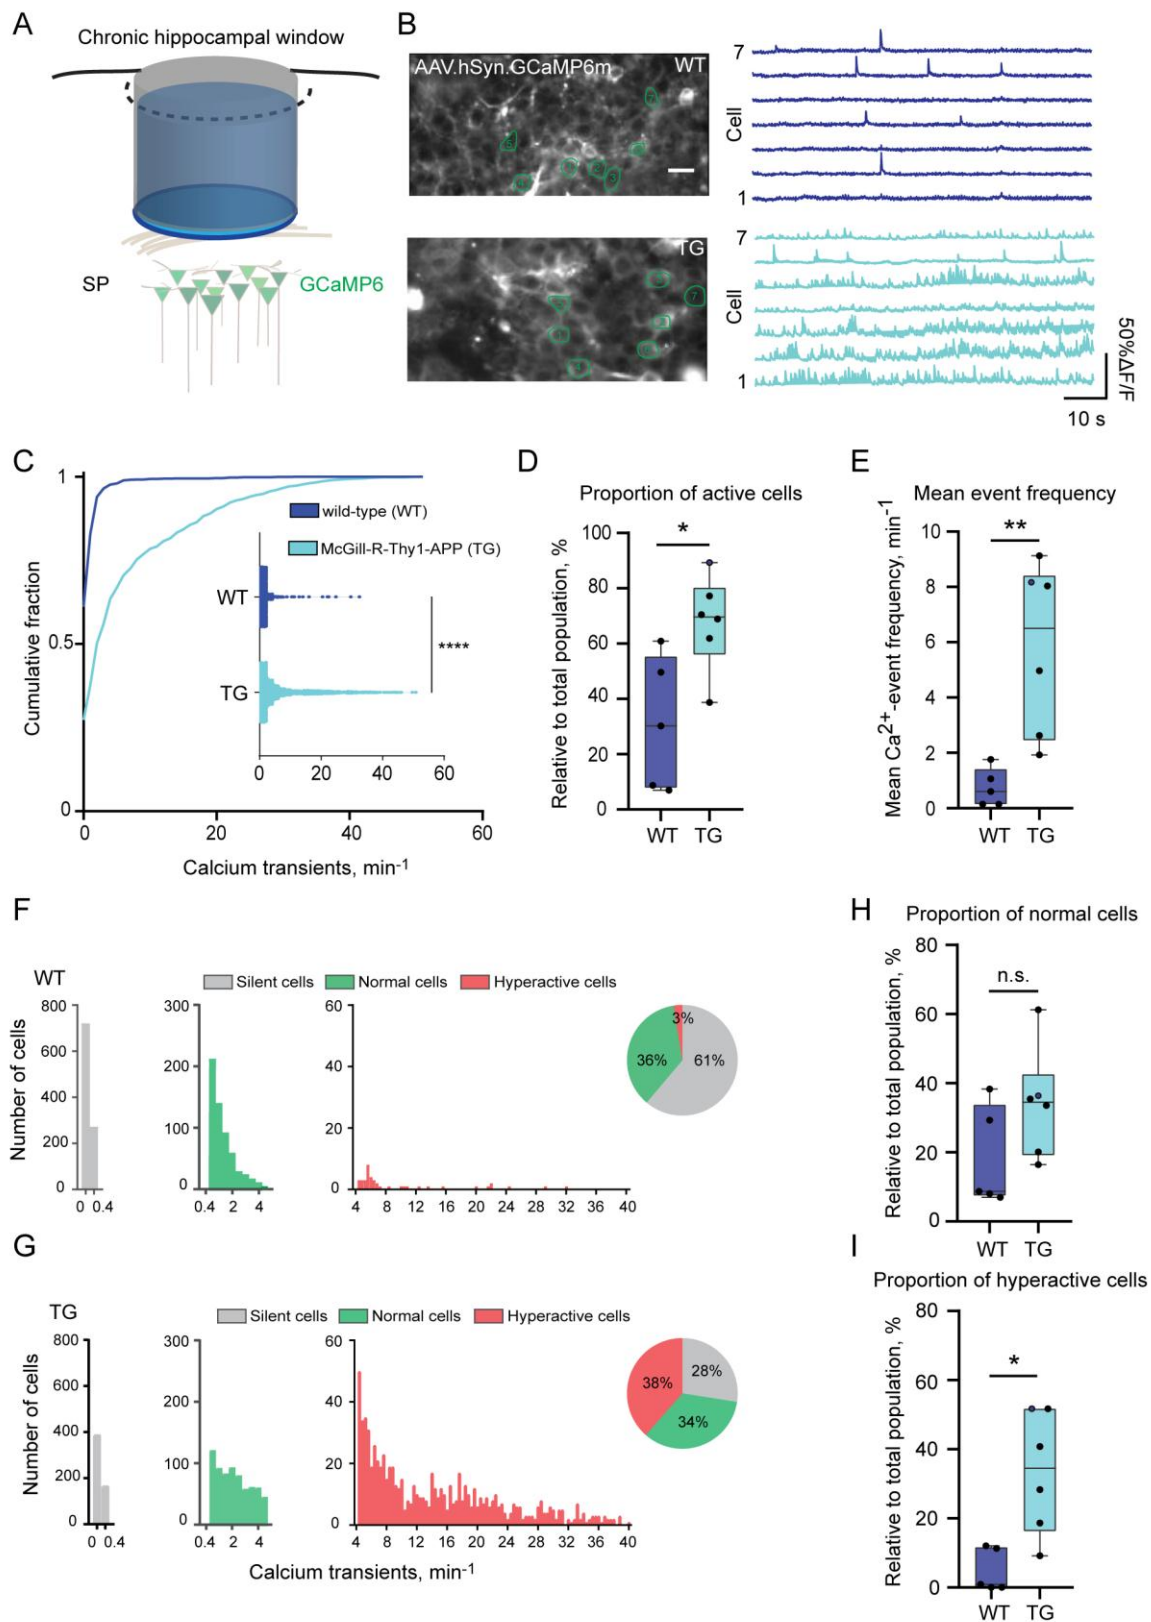 A
Chronic hippocampal window
SP
GCaMP6
B
AAV.hSyn.GCaMP6m
WT
7
5
4
1
2
3
TG
7
1
7
Cell
1
7
Cell
1
50%ΔF/F
10 s
C
1
0.5
0
Cumulative fraction
0
20
40
60
Calcium transients, min-1
wild-type (WT)
McGill-R-Thy1-APP (TG)
WT
TG
****
0
20
40
60
D
Proportion of active cells
*
Relative to total population, %
100
80
60
40
20
0
WT
TG
E
Mean event frequency
**
Mean Ca2+-event frequency, min-1
10
8
6
4
2
0
WT
TG
F
WT
Silent cells
Normal cells
Hyperactive cells
Number of cells
800
600
400
200
0
0
0.4
300
200
100
0
0.4
2
4
60
40
20
0
4
8
12
16
20
24
28
32
36
40
3%
36%
61%
G
TG
Silent cells
Normal cells
Hyperactive cells
Number of cells
800
600
400
200
0
0
0.4
300
200
100
0
0.4
2
4
60
40
20
0
4
8
12
16
20
24
28
32
36
40
38%
28%
34%
Calcium transients, min-1
H
Proportion of normal cells
n.s.
Relative to total population, %
80
60
40
20
0
WT
TG
I
Proportion of hyperactive cells
*
Relative to total population, %
80
60
40
20
0
WT
TG